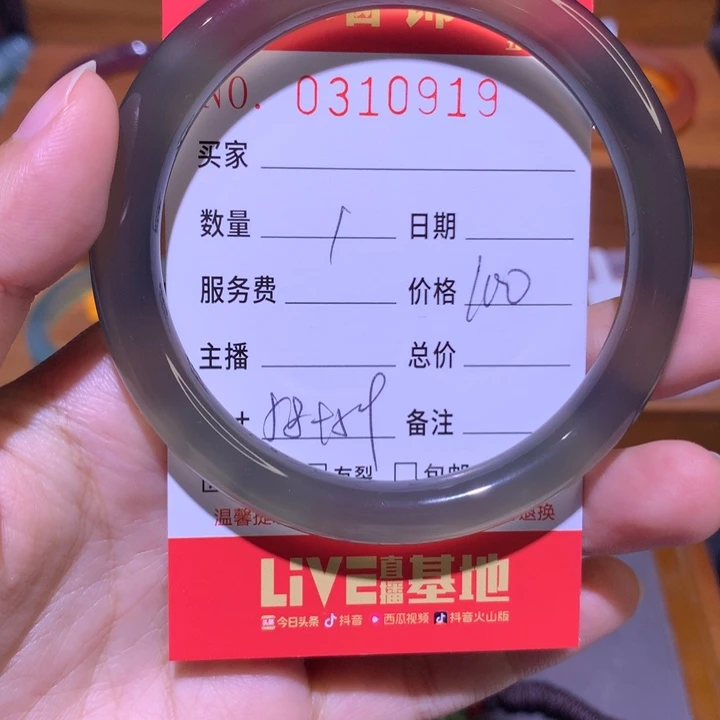 NO. 0310919
买家
数量 1 日期
服务费 价格 100
主播 总价
备注
有裂 包邮
温馨提 退换
LiVE直播基地
今日头条 抖音 西瓜视频 抖音火山版